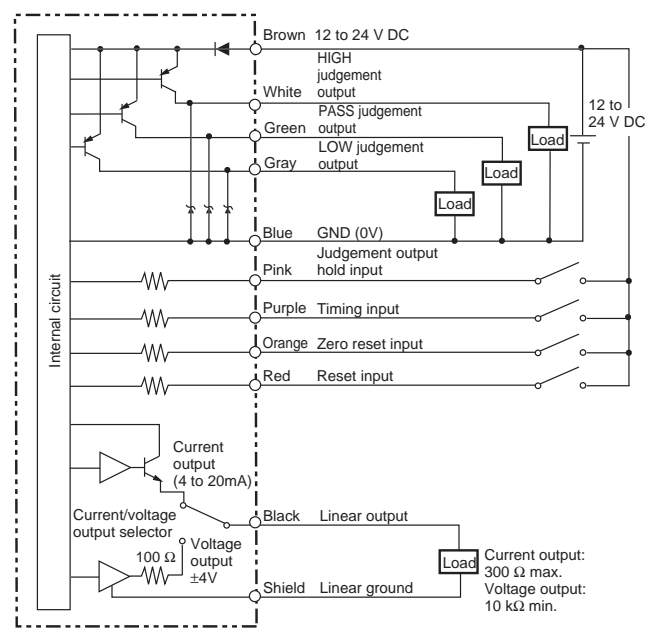 Brown 12 to 24 V DC
HIGH
judgement
White output
PASS judgement
Green output
LOW judgement
Gray output
12 to
24 V DC
Load
Load
Load
Blue GND (0V)
Judgement output
Pink hold input
Purple Timing input
Orange Zero reset input
Red Reset input
Internal circuit
Current
output
(4 to 20mA)
Current/voltage
output selector
Black Linear output
100 Ω
Voltage
output
±4V
Shield Linear ground
Load
Current output:
300 Ω max.
Voltage output:
10 kΩ min.